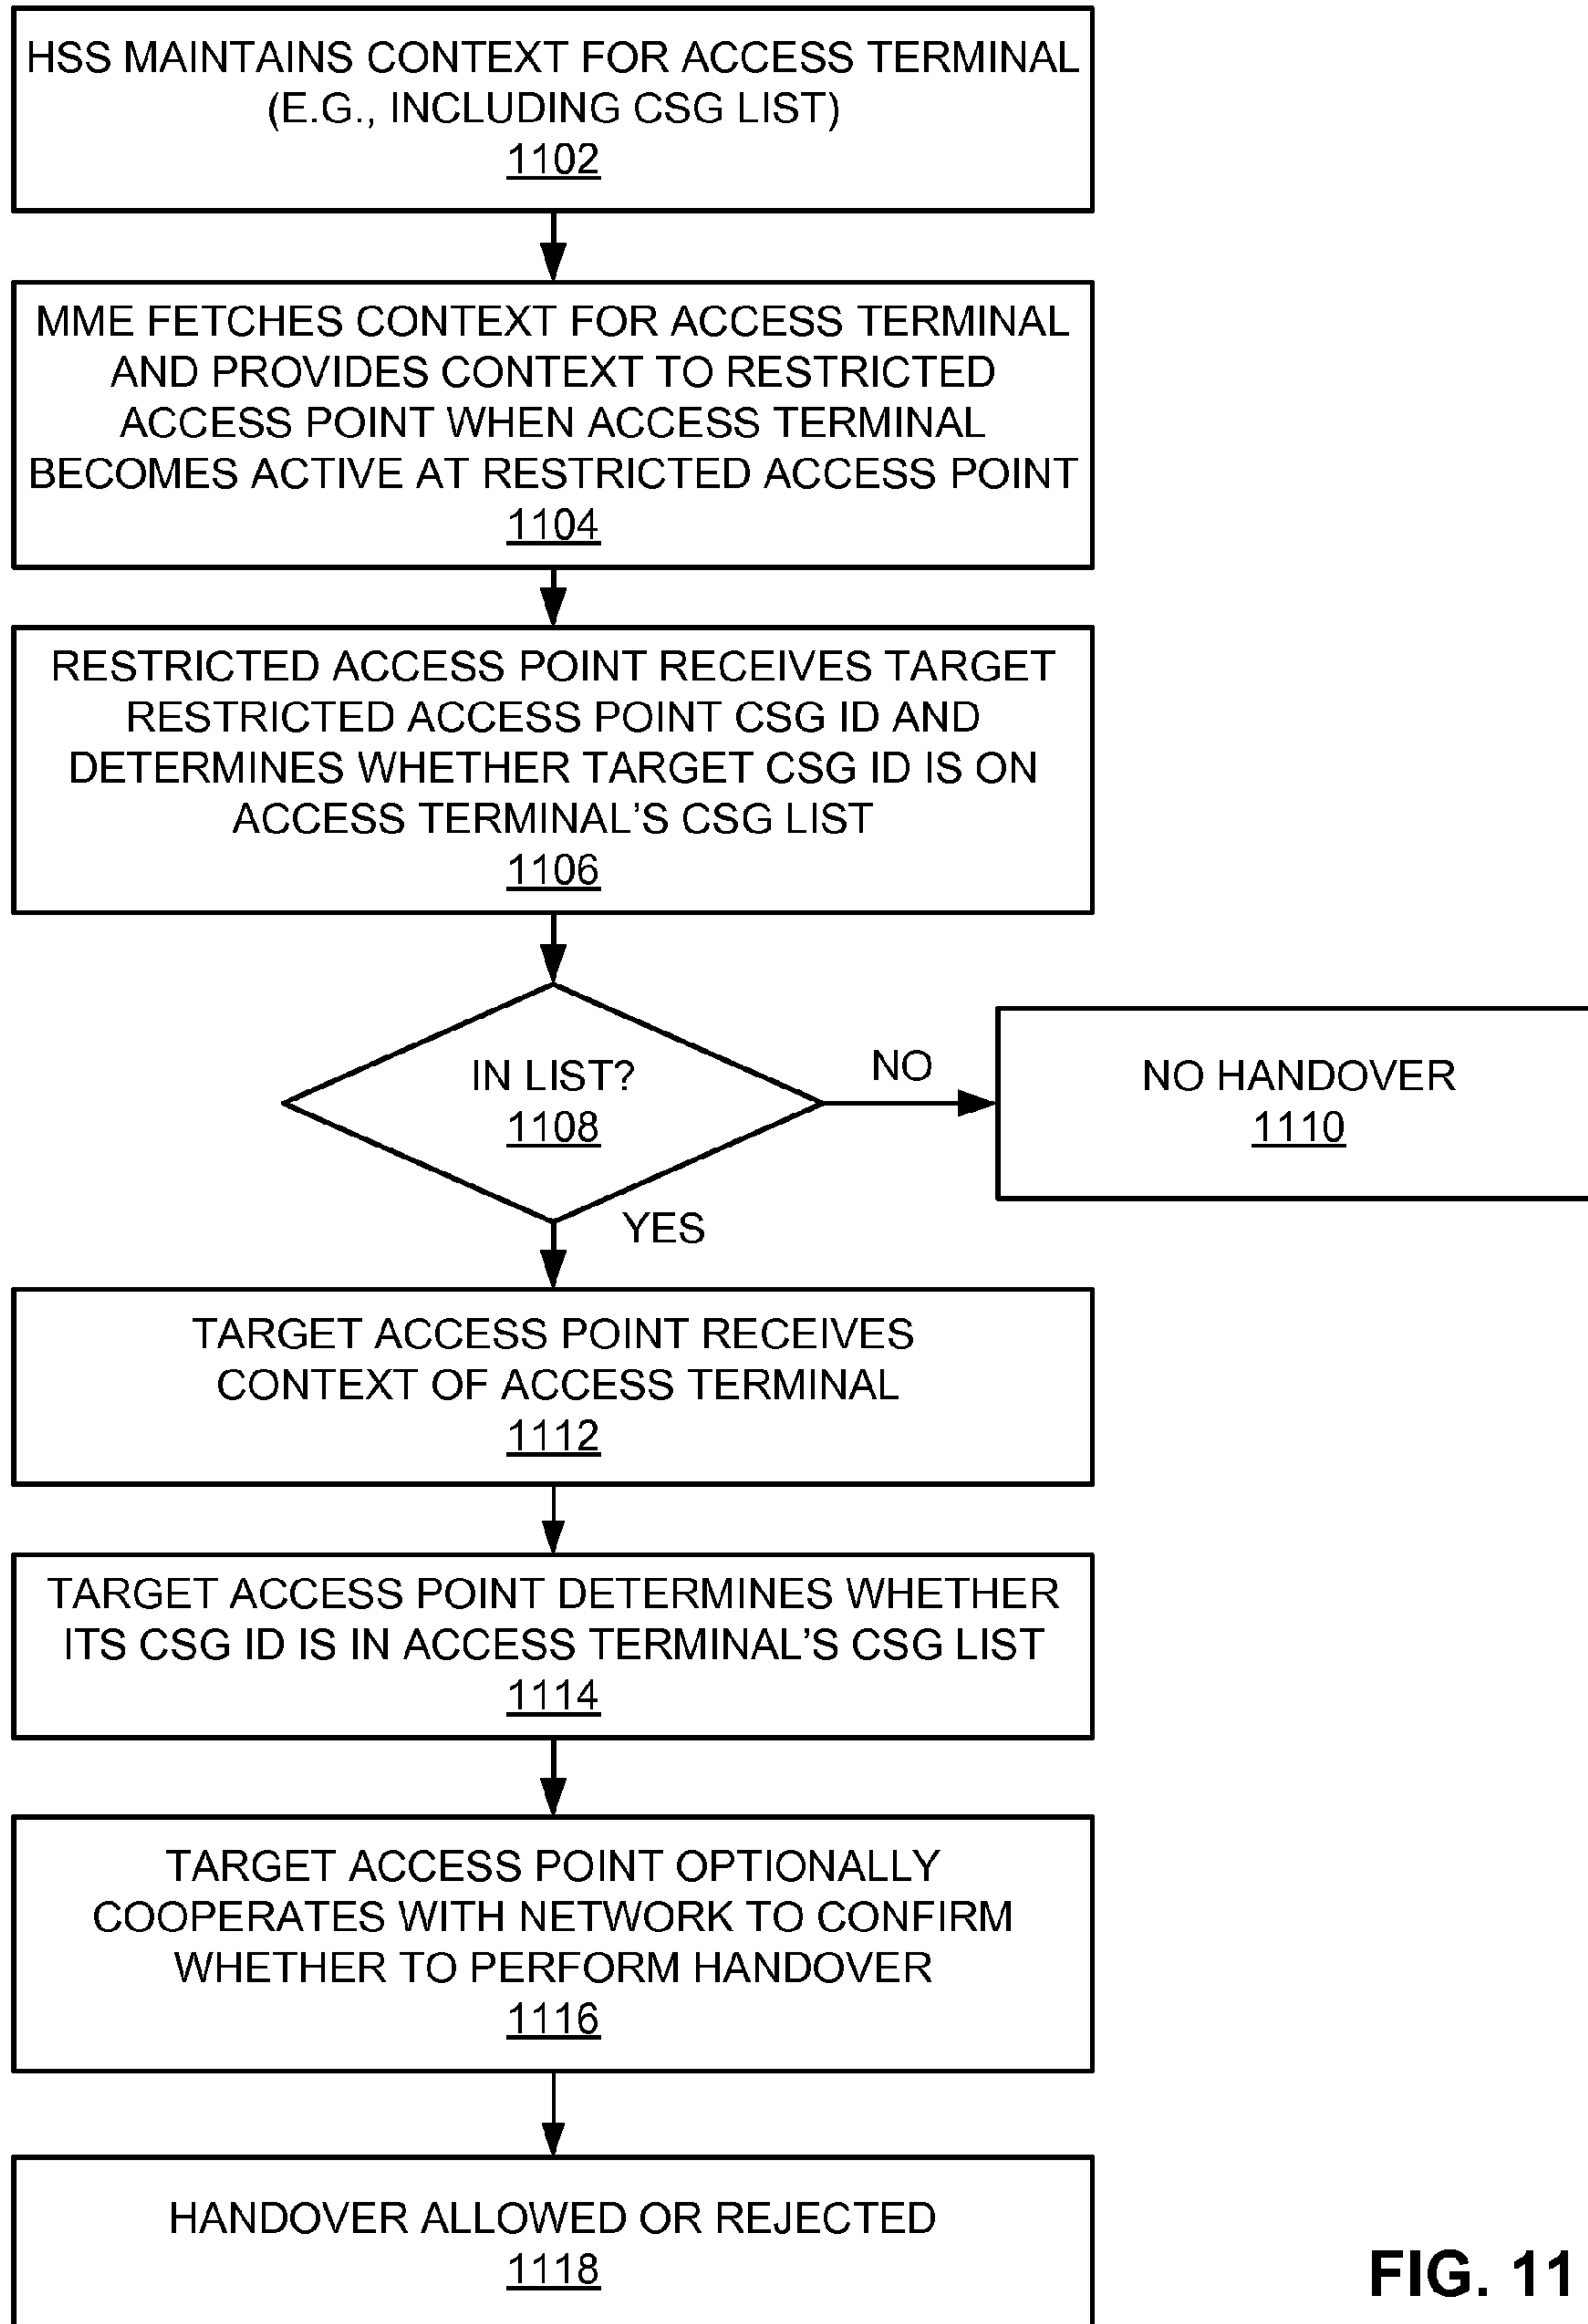 HSS MAINTAINS CONTEXT FOR ACCESS TERMINAL
(E.G., INCLUDING CSG LIST)
1102
MME FETCHES CONTEXT FOR ACCESS TERMINAL
AND PROVIDES CONTEXT TO RESTRICTED
ACCESS POINT WHEN ACCESS TERMINAL
BECOMES ACTIVE AT RESTRICTED ACCESS POINT
1104
RESTRICTED ACCESS POINT RECEIVES TARGET
RESTRICTED ACCESS POINT CSG ID AND
DETERMINES WHETHER TARGET CSG ID IS ON
ACCESS TERMINAL'S CSG LIST
1106
IN LIST?
1108
NO
NO HANDOVER
1110
YES
TARGET ACCESS POINT RECEIVES
CONTEXT OF ACCESS TERMINAL
1112
TARGET ACCESS POINT DETERMINES WHETHER
ITS CSG ID IS IN ACCESS TERMINAL'S CSG LIST
1114
TARGET ACCESS POINT OPTIONALLY
COOPERATES WITH NETWORK TO CONFIRM
WHETHER TO PERFORM HANDOVER
1116
HANDOVER ALLOWED OR REJECTED
1118
FIG. 11